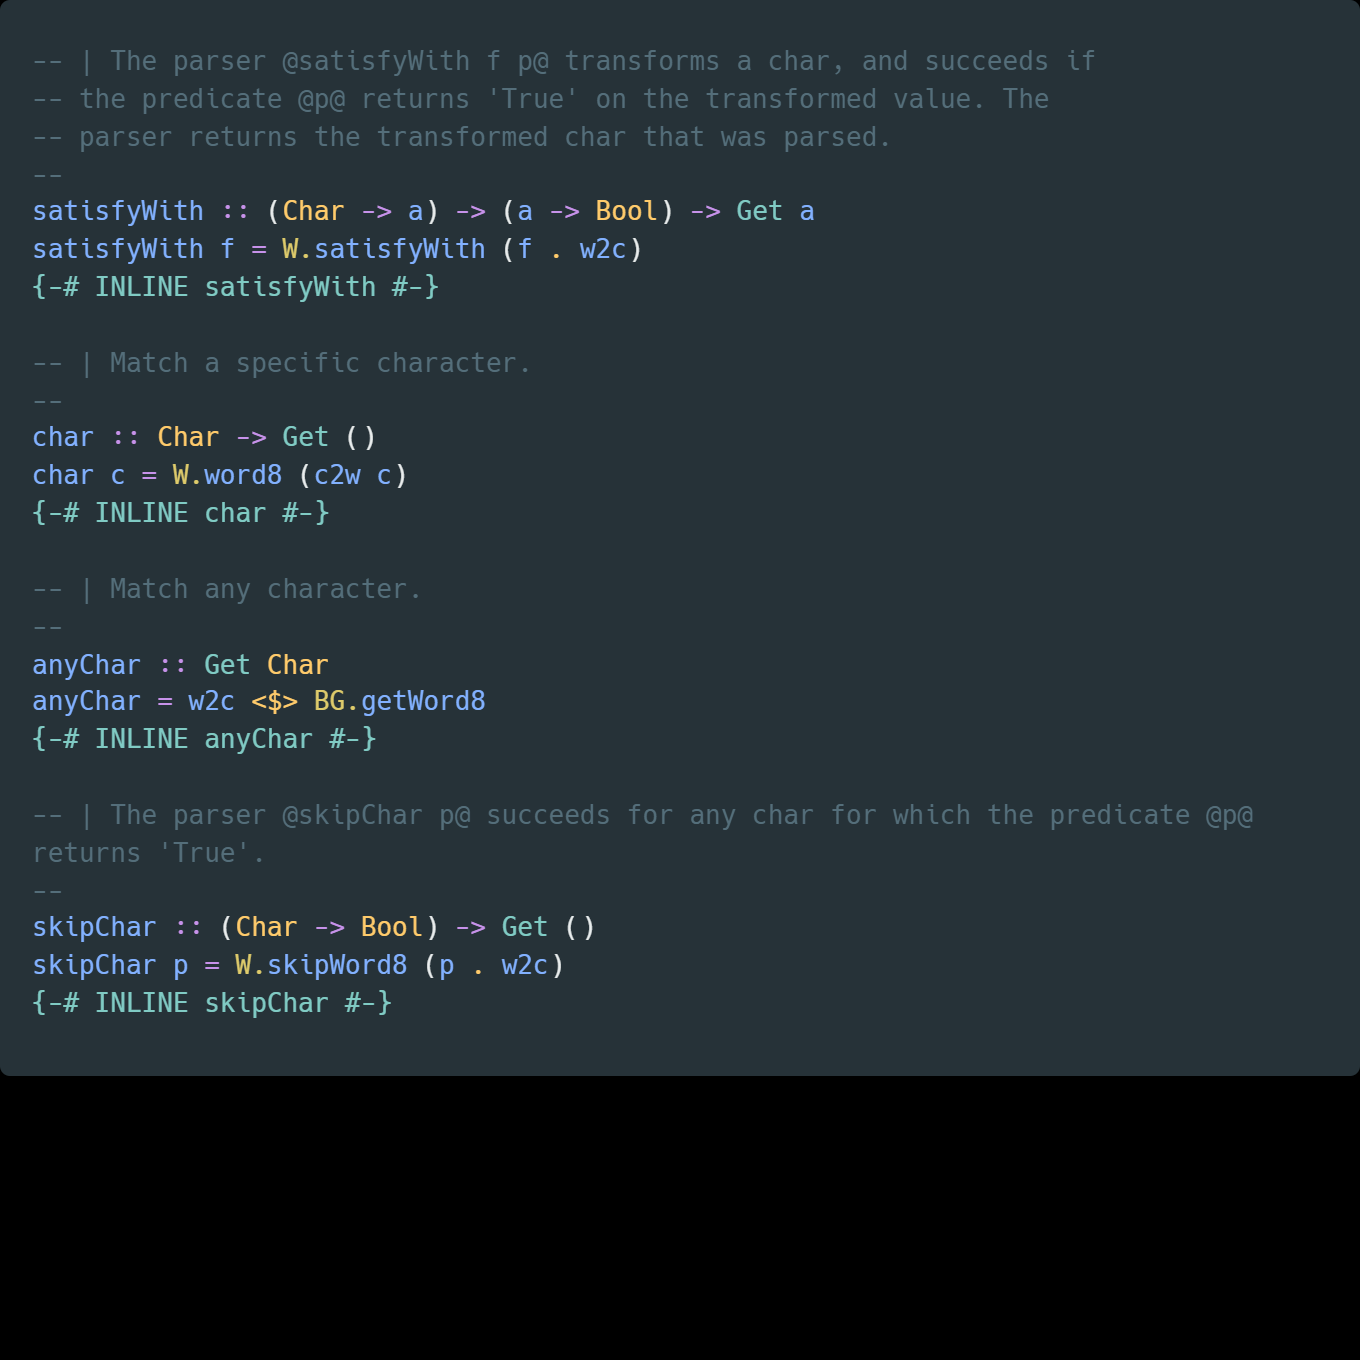 -- | The parser @satisfyWith f p@ transforms a char, and succeeds if
-- the predicate @p@ returns 'True' on the transformed value. The
-- parser returns the transformed char that was parsed.
--
satisfyWith :: (Char -> a) -> (a -> Bool) -> Get a
satisfyWith f = W.satisfyWith (f . w2c)
{-# INLINE satisfyWith #-}

-- | Match a specific character.
--
char :: Char -> Get ()
char c = W.word8 (c2w c)
{-# INLINE char #-}

-- | Match any character.
--
anyChar :: Get Char
anyChar = w2c <$> BG.getWord8
{-# INLINE anyChar #-}

-- | The parser @skipChar p@ succeeds for any char for which the predicate @p@
returns 'True'.
--
skipChar :: (Char -> Bool) -> Get ()
skipChar p = W.skipWord8 (p . w2c)
{-# INLINE skipChar #-}